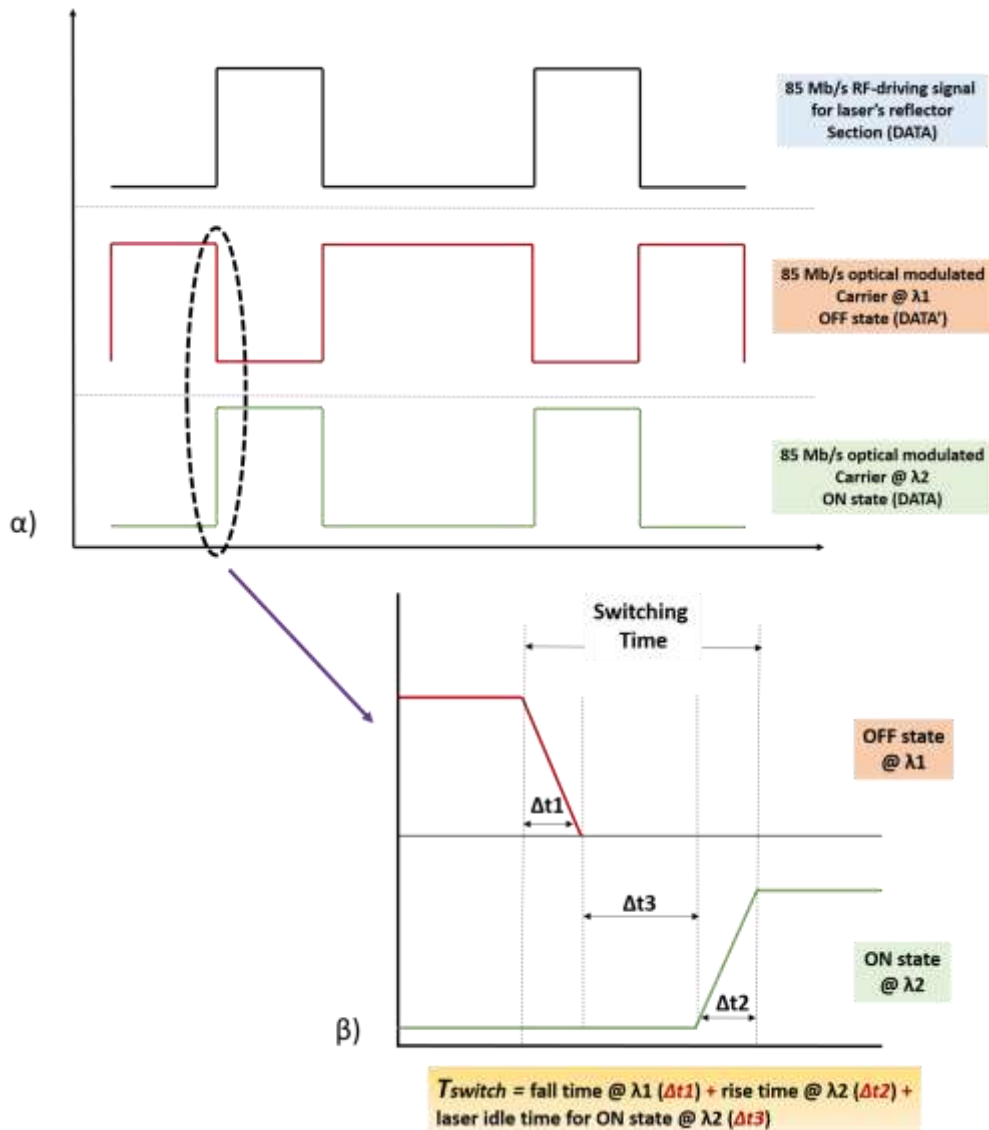 85 Mb/s RF-driving signal
for laser's reflector
Section (DATA)
85 Mb/s optical modulated
Carrier @ λ1
OFF state (DATA')
85 Mb/s optical modulated
Carrier @ λ2
ON state (DATA)
α)
Switching
Time
OFF state
@ λ1
Δt1
Δt3
ON state
@ λ2
Δt2
β)
Tswitch = fall time @ λ1 (Δt1) + rise time @ λ2 (Δt2) +
laser idle time for ON state @ λ2 (Δt3)